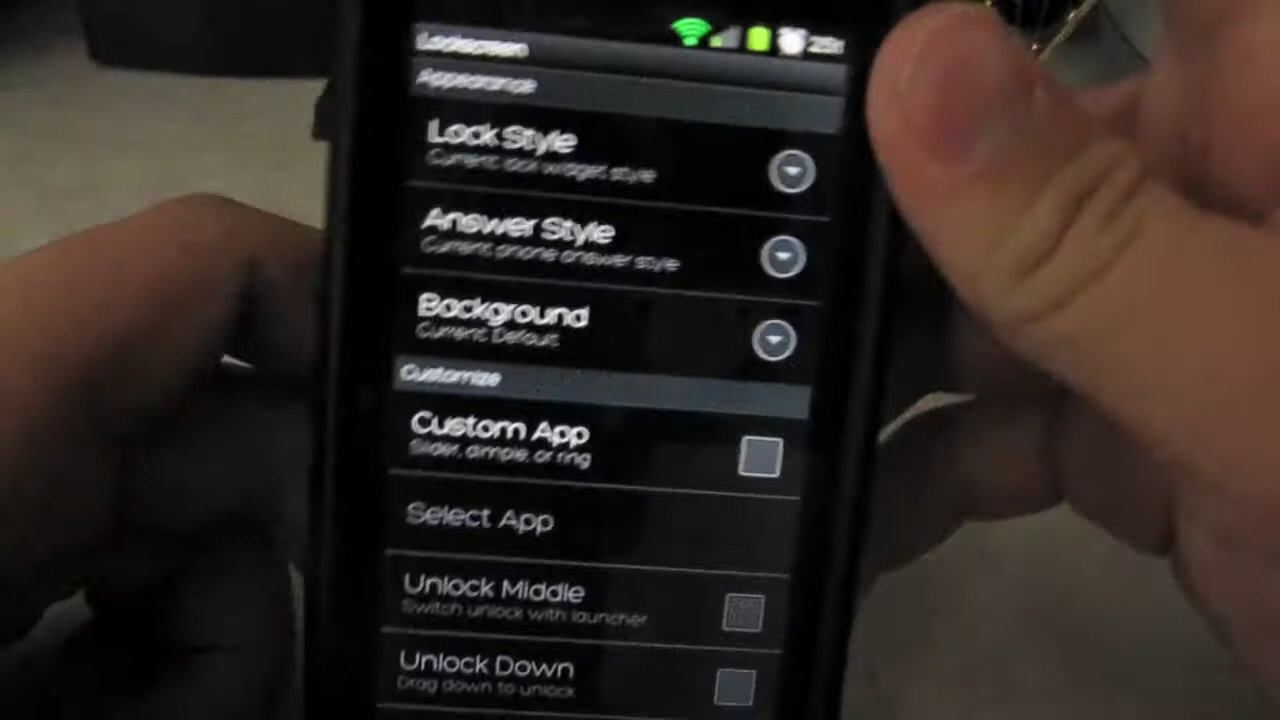 Lockscreen
Appearance
Lock Style
Current lock widget style
Answer Style
Current phone answer style
Background
Current: Default
Customize
Custom App
Slider, dimple, or ring
Select App
Unlock Middle
Switch unlock with launcher
Unlock Down
Drag down to unlock